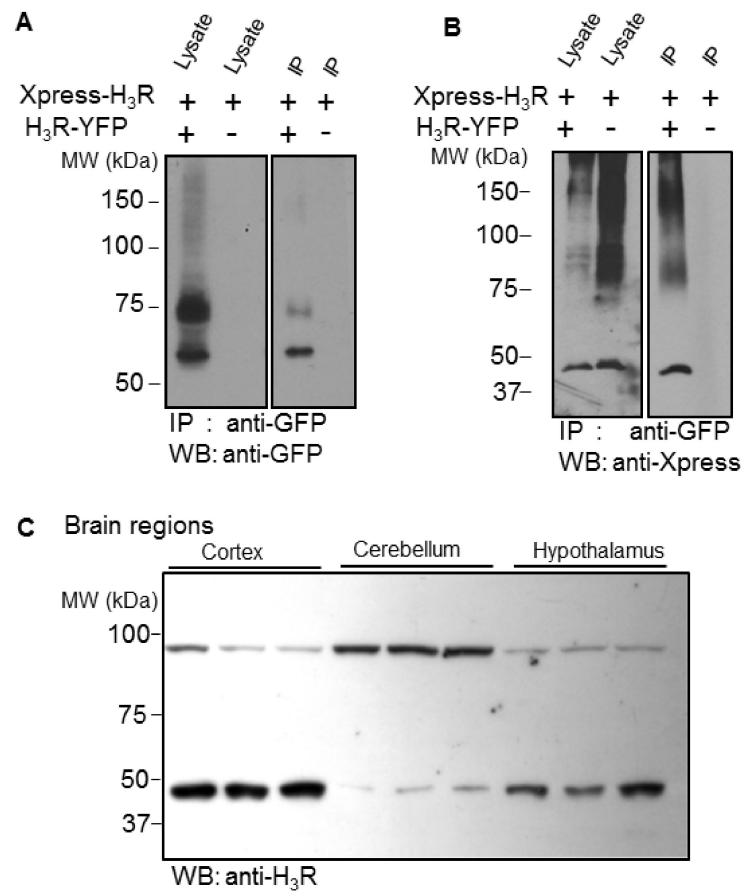 A
Lysate Lysate IP IP
Xpress-H₃R + + + +
H₃R-YFP + - + -
MW (kDa)
150
100
75
50
IP : anti-GFP
WB: anti-GFP
B
Lysate Lysate IP IP
Xpress-H₃R + + + +
H₃R-YFP + - + -
MW (kDa)
150
100
75
50
37
IP : anti-GFP
WB: anti-Xpress
C Brain regions
Cortex Cerebellum Hypothalamus
MW (kDa)
100
75
50
37
WB: anti-H₃R